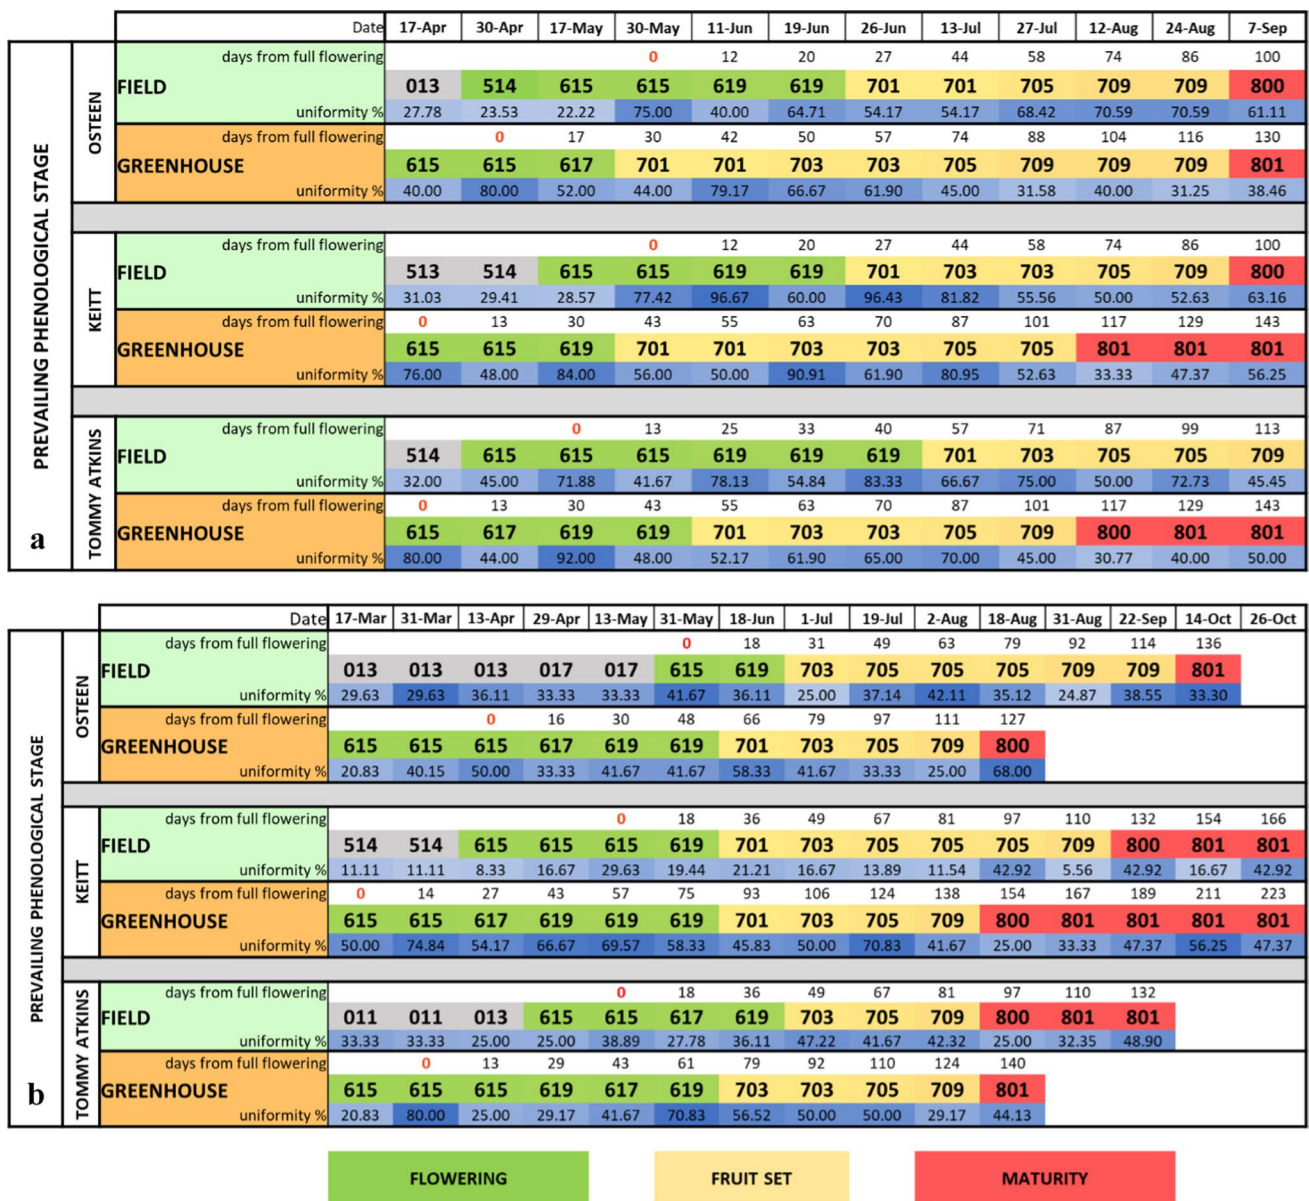 Date 17-Apr 30-Apr 17-May 30-May 11-Jun 19-Jun 26-Jun 13-Jul 27-Jul 12-Aug 24-Aug 7-Sep
PREVAILING PHENOLOGICAL STAGE
OSTEEN
days from full flowering 0 12 20 27 44 58 74 86 100
FIELD 013 514 615 615 619 619 701 701 705 709 709 800
uniformity % 27.78 23.53 22.22 75.00 40.00 64.71 54.17 54.17 68.42 70.59 70.59 61.11
days from full flowering 0 17 30 42 50 57 74 88 104 116 130
GREENHOUSE 615 615 617 701 701 703 703 705 709 709 709 801
uniformity % 40.00 80.00 52.00 44.00 79.17 66.67 61.90 45.00 31.58 40.00 31.25 38.46
KEITT
days from full flowering 0 12 20 27 44 58 74 86 100
FIELD 513 514 615 615 619 619 701 703 703 705 709 800
uniformity % 31.03 29.41 28.57 77.42 96.67 60.00 96.43 81.82 55.56 50.00 52.63 63.16
days from full flowering 0 13 30 43 55 63 70 87 101 117 129 143
GREENHOUSE 615 615 619 701 701 703 703 705 705 801 801 801
uniformity % 76.00 48.00 84.00 56.00 50.00 90.91 61.90 80.95 52.63 33.33 47.37 56.25
TOMMY ATKINS
days from full flowering 0 13 25 33 40 57 71 87 99 113
FIELD 514 615 615 615 619 619 619 701 703 705 705 709
uniformity % 32.00 45.00 71.88 41.67 78.13 54.84 83.33 66.67 75.00 50.00 72.73 45.45
days from full flowering 0 13 30 43 55 63 70 87 101 117 129 143
GREENHOUSE 615 617 619 619 701 703 703 705 709 800 801 801
uniformity % 80.00 44.00 92.00 48.00 52.17 61.90 65.00 70.00 45.00 30.77 40.00 50.00
a
Date 17-Mar 31-Mar 13-Apr 29-Apr 13-May 31-May 18-Jun 1-Jul 19-Jul 2-Aug 18-Aug 31-Aug 22-Sep 14-Oct 26-Oct
PREVAILING PHENOLOGICAL STAGE
OSTEEN
days from full flowering 0 18 31 49 63 79 92 114 136
FIELD 013 013 013 017 017 615 619 703 705 705 705 709 709 801
uniformity % 29.63 29.63 36.11 33.33 33.33 41.67 36.11 25.00 37.14 42.11 35.12 24.87 38.55 33.30
days from full flowering 0 16 30 48 66 79 97 111 127
GREENHOUSE 615 615 615 617 619 619 701 703 705 709 800
uniformity % 20.83 40.15 50.00 33.33 41.67 41.67 58.33 41.67 33.33 25.00 68.00
KEITT
days from full flowering 0 18 36 49 67 81 97 110 132 154 166
FIELD 514 514 615 615 615 619 701 703 705 705 705 709 800 801 801
uniformity % 11.11 11.11 8.33 16.67 29.63 19.44 21.21 16.67 13.89 11.54 42.92 5.56 42.92 16.67 42.92
days from full flowering 0 14 27 43 57 75 93 106 124 138 154 167 189 211 223
GREENHOUSE 615 615 617 619 619 619 701 703 705 709 800 801 801 801 801
uniformity % 50.00 74.84 54.17 66.67 69.57 58.33 45.83 50.00 70.83 41.67 25.00 33.33 47.37 56.25 47.37
TOMMY ATKINS
days from full flowering 0 18 36 49 67 81 97 110 132
FIELD 011 011 013 615 615 617 619 703 705 709 800 801 801
uniformity % 33.33 33.33 25.00 25.00 38.89 27.78 36.11 47.22 41.67 42.32 25.00 32.35 48.90
days from full flowering 0 13 29 43 61 79 92 110 124 140
GREENHOUSE 615 615 615 619 617 619 703 703 705 709 801
uniformity % 20.83 80.00 25.00 29.17 41.67 70.83 56.52 50.00 50.00 29.17 44.13
b
FLOWERING FRUIT SET MATURITY